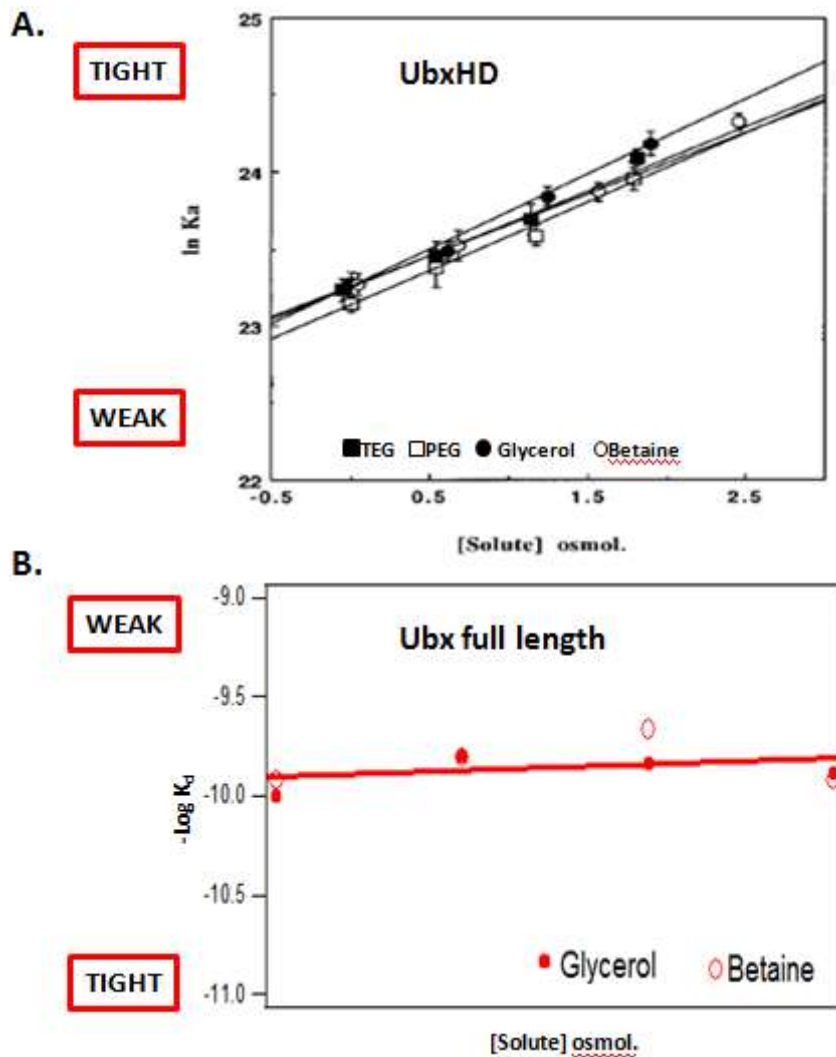 A.
TIGHT
UbxHD
25
24
23
22
ln Ka
WEAK
TEG PEG Glycerol Betaine
-0.5 0.5 1.5 2.5
[Solute] osmol.
B.
WEAK
Ubx full length
-9.0
-9.5
-10.0
-10.5
-11.0
-Log Kd
TIGHT
Glycerol Betaine
[Solute] osmol.